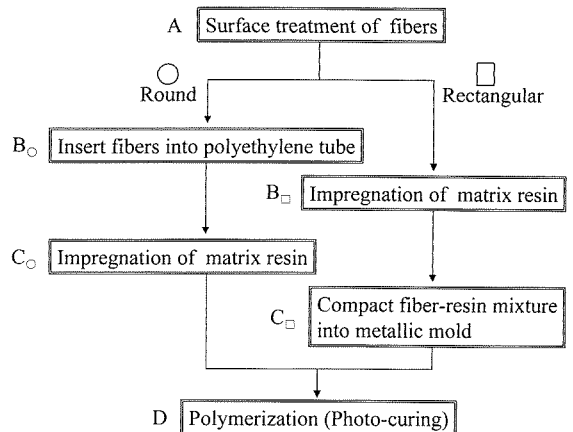 A Surface treatment of fibers
Round
Rectangular
B○ Insert fibers into polyethylene tube
B□ Impregnation of matrix resin
C○ Impregnation of matrix resin
C□ Compact fiber-resin mixture
into metallic mold
D Polymerization (Photo-curing)